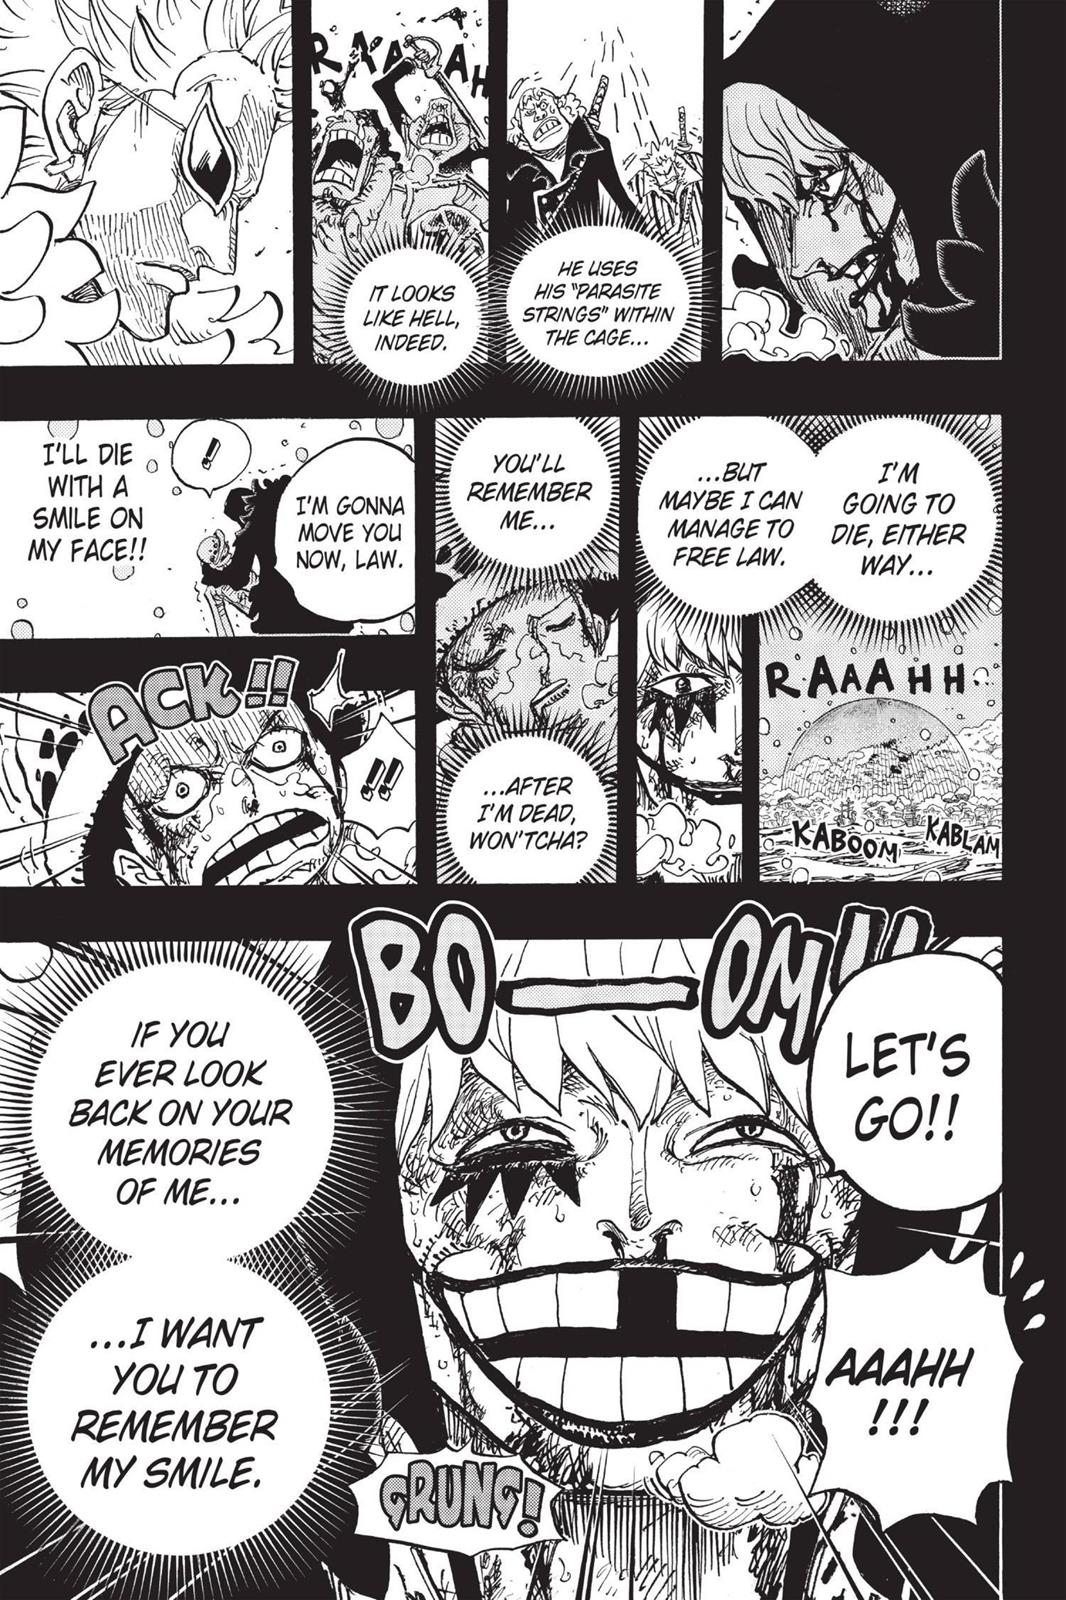 HE USES
HIS "PARASITE
STRINGS" WITHIN
THE CAGE...
RAAAAH
IT LOOKS
LIKE HELL,
INDEED.
I'M
GOING TO
DIE, EITHER
WAY...
RAAAHH
KABOOM
KABLAM
...BUT
MAYBE I CAN
MANAGE TO
FREE LAW.
YOU'LL
REMEMBER
ME...
...AFTER
I'M DEAD,
WON'TCHA?
I'M GONNA
MOVE YOU
NOW, LAW.
!
I'LL DIE
WITH A
SMILE ON
MY FACE!!
ACK!!
!!
BO—OM!!
LET'S
GO!!
AAAHH
!!!
IF YOU
EVER LOOK
BACK ON YOUR
MEMORIES
OF ME...
...I WANT
YOU TO
REMEMBER
MY SMILE.
GRUNG!